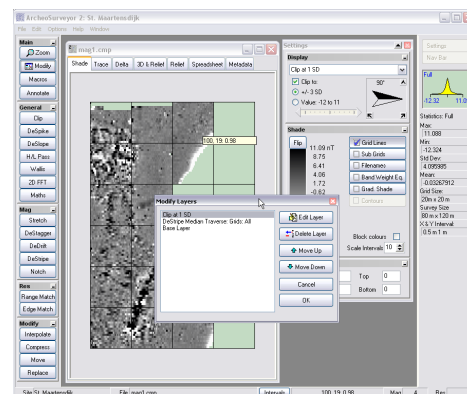 ArcheoSurveyor 2: St. Maartensdijk
File Edit Options Help Window
Main
Zoom
Modify
Macros
Annotate
General
Clip
DeSpike
DeSlope
H/L Pass
Wallis
2D FFT
Maths
Mag
Stretch
DeStagger
DeDrift
DeStripe
Notch
Res
Range Match
Edge Match
Modify
Interpolate
Compress
Move
Replace
mag1.cmp
Shade Trace Delta 3D & Relief Relief Spreadsheet Metadata
100, 19: 0.98
Settings
Display
Clip at 1 SD
Clip to:
+/- 3 SD
Value: -12 to 11
90°
Shade
Flip
11.09 nT
8.75
6.41
4.06
1.72
-0.62
Grid Lines
Sub Grids
Filenames
Band Weight Eq.
Grad. Shade
Contours
Block colours
Scale Intervals 10
Top 0
Bottom 0
Modify Layers
Clip at 1 SD
DeStripe Median Traverse: Grids: All
Base Layer
Edit Layer
Delete Layer
Move Up
Move Down
Cancel
OK
Settings
Nav Bar
Full
-12.32 11.09
Statistics: Full
Max:
11.088
Min:
-12.324
Std Dev:
4.095985
Mean:
-0.03267912
Grid Size:
20m x 20 m
Survey Size
80 m x 120 m
X & Y Interval:
0.5 m 1 m
Site St. Maartensdijk File mag1.cmp Intervals 100, 19: 0.98 Mag 4 Res